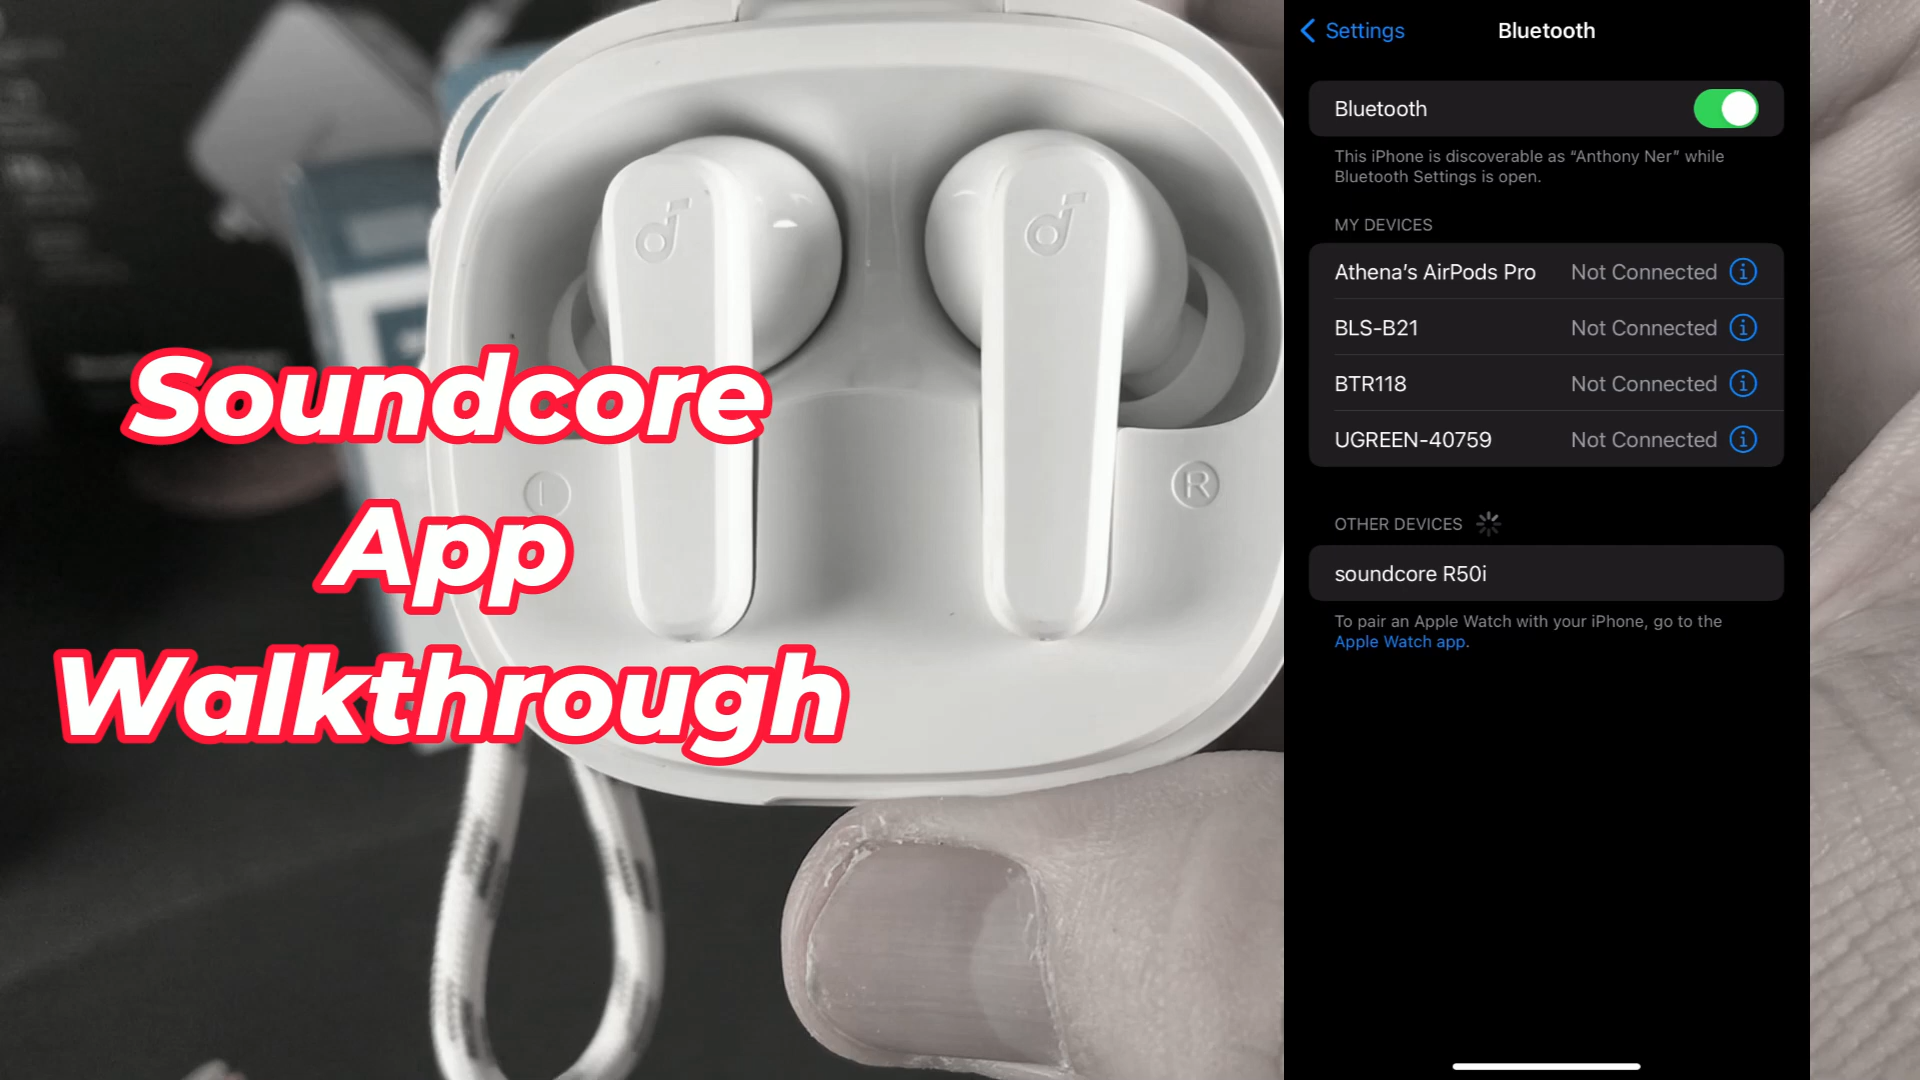 Soundcore
App
Walkthrough
R
Settings
Bluetooth
Bluetooth
This iPhone is discoverable as “Anthony Ner” while
Bluetooth Settings is open.
MY DEVICES
Athena’s AirPods Pro Not Connected
BLS-B21 Not Connected
BTR118 Not Connected
UGREEN-40759 Not Connected
OTHER DEVICES
soundcore R50i
To pair an Apple Watch with your iPhone, go to the
Apple Watch app.